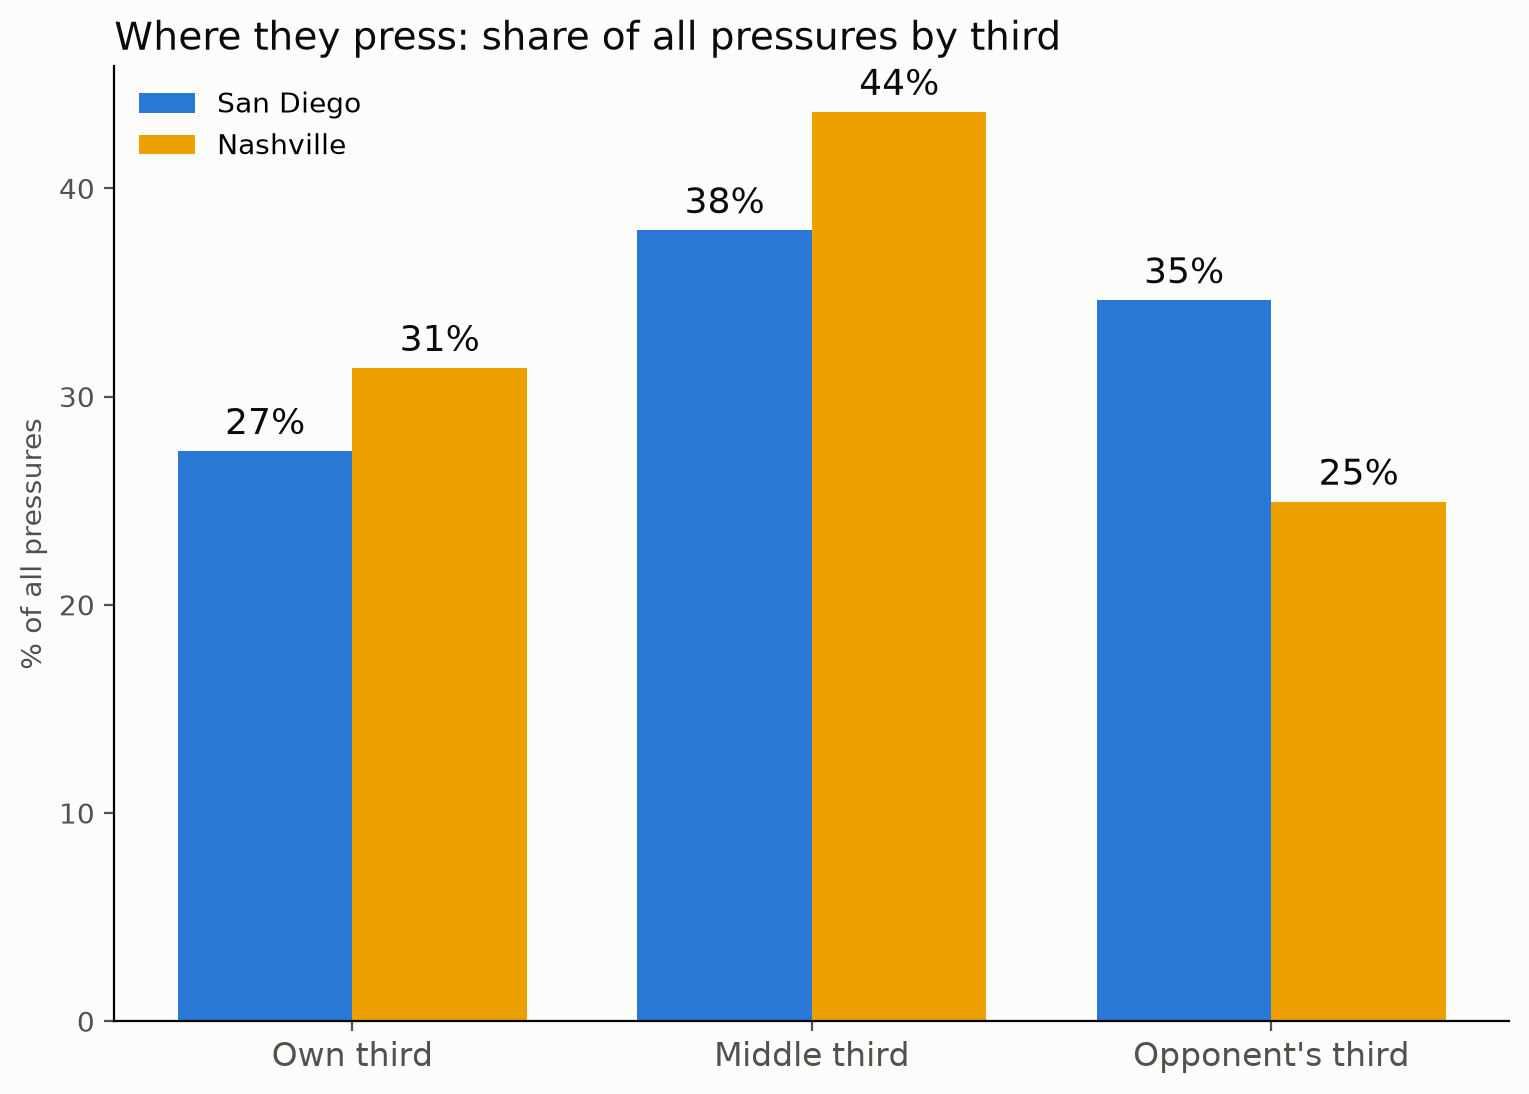 Where they press: share of all pressures by third
San Diego
Nashville
% of all pressures
40
30
20
10
0
27%
31%
38%
44%
35%
25%
Own third
Middle third
Opponent's third